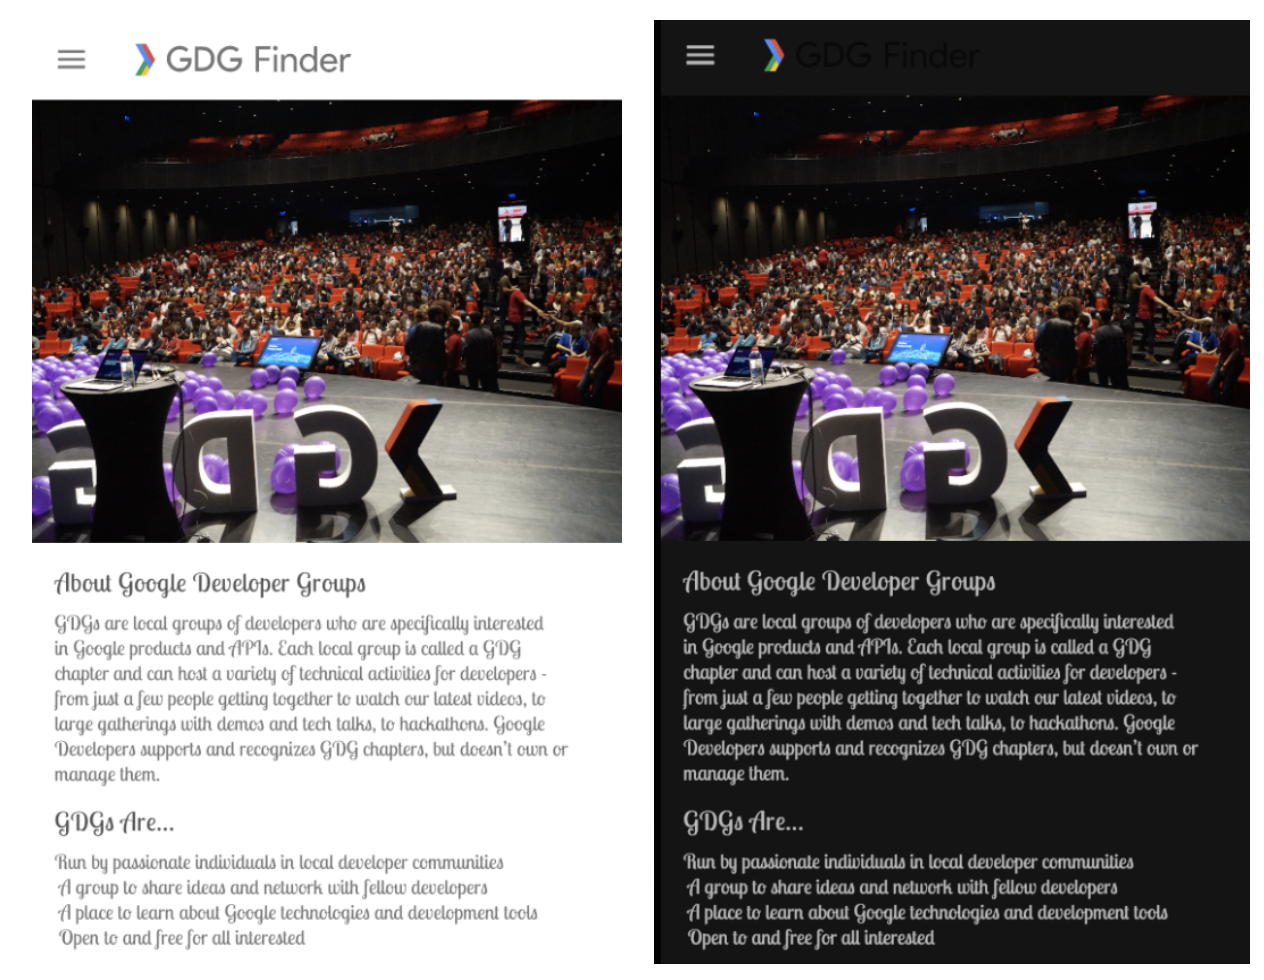 GDG Finder
About Google Developer Groups
GDGs are local groups of developers who are specifically interested
in Google products and APIs. Each local group is called a GDG
chapter and can host a variety of technical activities for developers -
from just a few people getting together to watch our latest videos, to
large gatherings with demos and tech talks, to hackathons. Google
Developers supports and recognizes GDG chapters, but doesn't own or
manage them.
GDGs Are...
Run by passionate individuals in local developer communities
A group to share ideas and network with fellow developers
A place to learn about Google technologies and development tools
Open to and free for all interested
GDG Finder
About Google Developer Groups
GDGs are local groups of developers who are specifically interested
in Google products and APIs. Each local group is called a GDG
chapter and can host a variety of technical activities for developers -
from just a few people getting together to watch our latest videos, to
large gatherings with demos and tech talks, to hackathons. Google
Developers supports and recognizes GDG chapters, but doesn't own or
manage them.
GDGs Are...
Run by passionate individuals in local developer communities
A group to share ideas and network with fellow developers
A place to learn about Google technologies and development tools
Open to and free for all interested